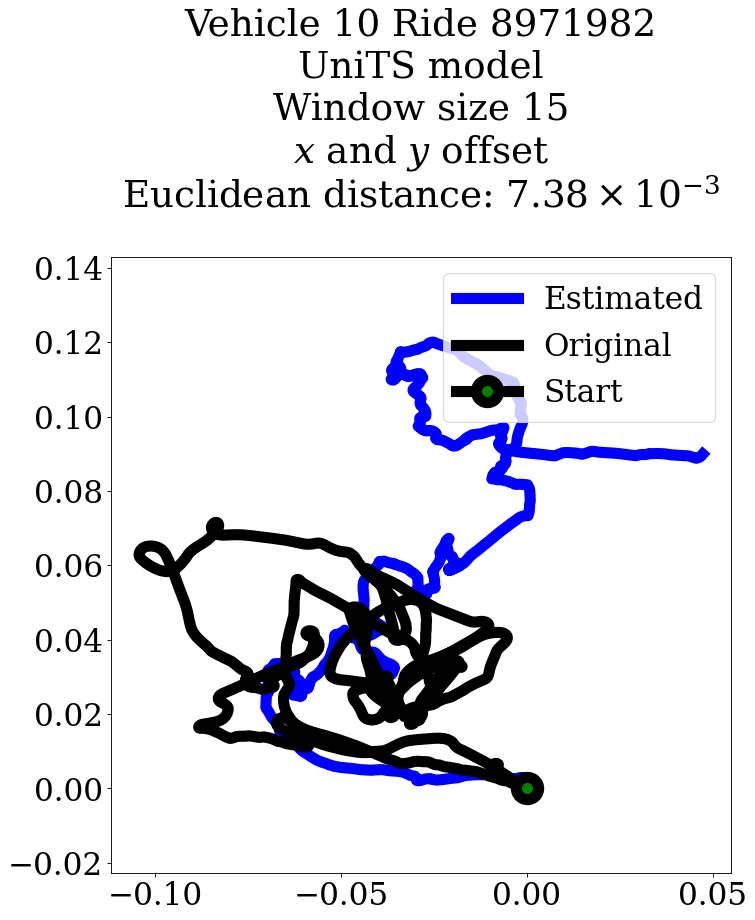 Vehicle 10 Ride 8971982
UniTS model
Window size 15
x and y offset
Euclidean distance: 7.38 × 10⁻³
0.14
0.12
0.10
0.08
0.06
0.04
0.02
0.00
−0.02
Estimated
Original
Start
−0.10 −0.05 0.00 0.05